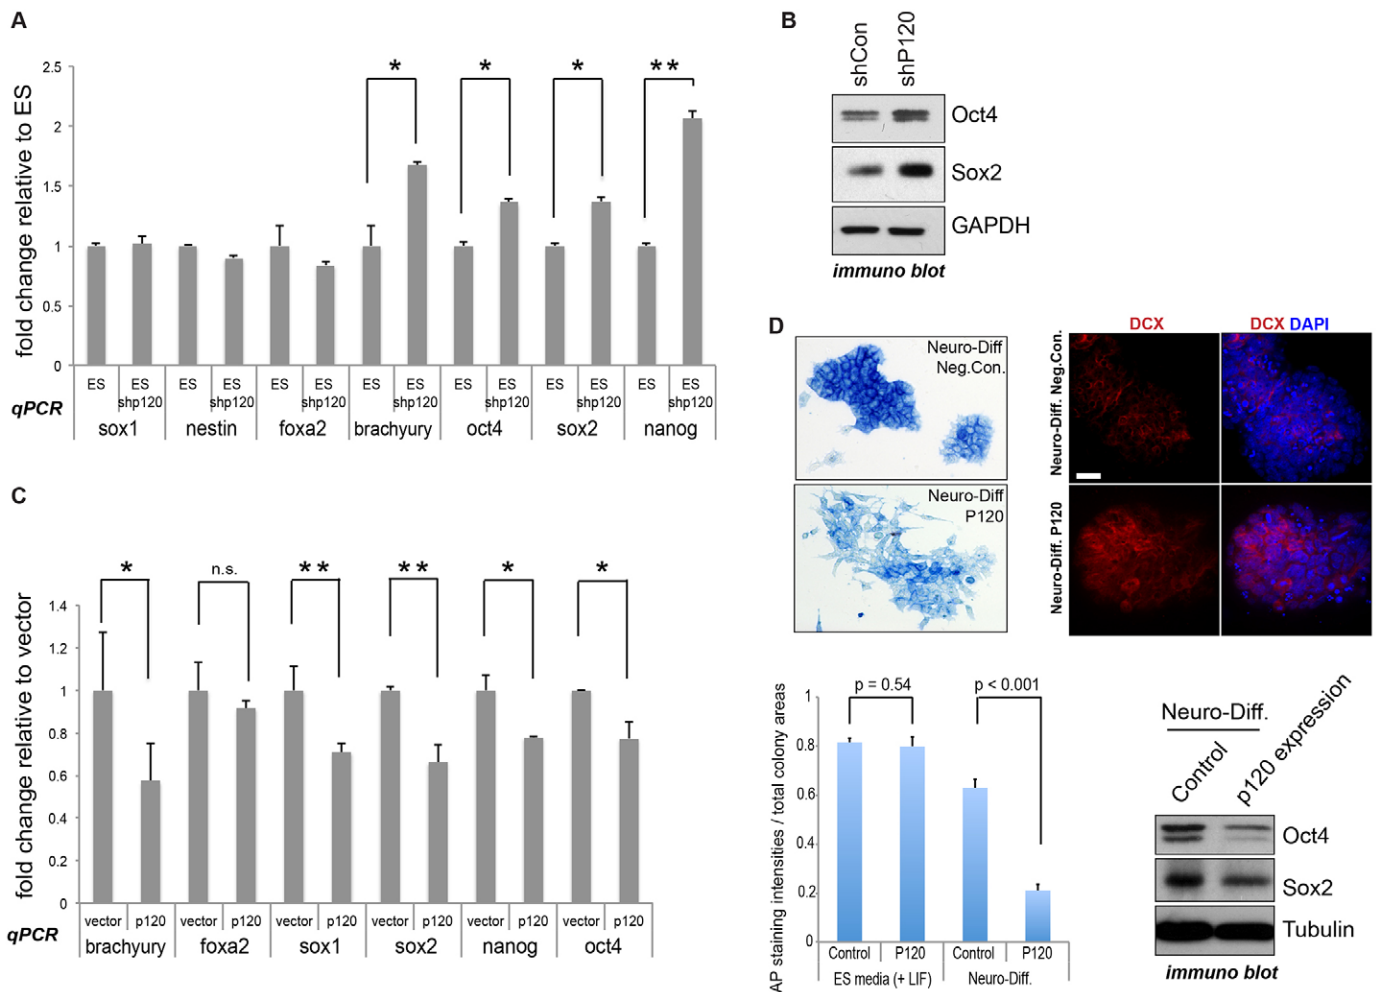 A
fold change relative to ES
2.5
2
1.5
1
0.5
0
* * * **
ES ES shp120 ES ES shp120 ES ES shp120 ES ES shp120 ES ES shp120 ES ES shp120 ES ES shp120
qPCR
sox1 nestin foxa2 brachyury oct4 sox2 nanog
B
shCon shP120
Oct4
Sox2
GAPDH
immuno blot
C
fold change relative to vector
1.4
1.2
1
0.8
0.6
0.4
0.2
0
* n.s. ** ** * *
vector p120 vector p120 vector p120 vector p120 vector p120 vector p120
qPCR
brachyury foxa2 sox1 sox2 nanog oct4
D
Neuro-Diff
Neg.Con.
Neuro-Diff
P120
DCX
DCX DAPI
Neuro-Diff. Neg.Con.
Neuro-Diff. P120
AP staining intensities / total colony areas
1
0.8
0.6
0.4
0.2
0
p = 0.54
p < 0.001
Control P120 Control P120
ES media (+ LIF) Neuro-Diff.
Neuro-Diff.
Control p120 expression
Oct4
Sox2
Tubulin
immuno blot